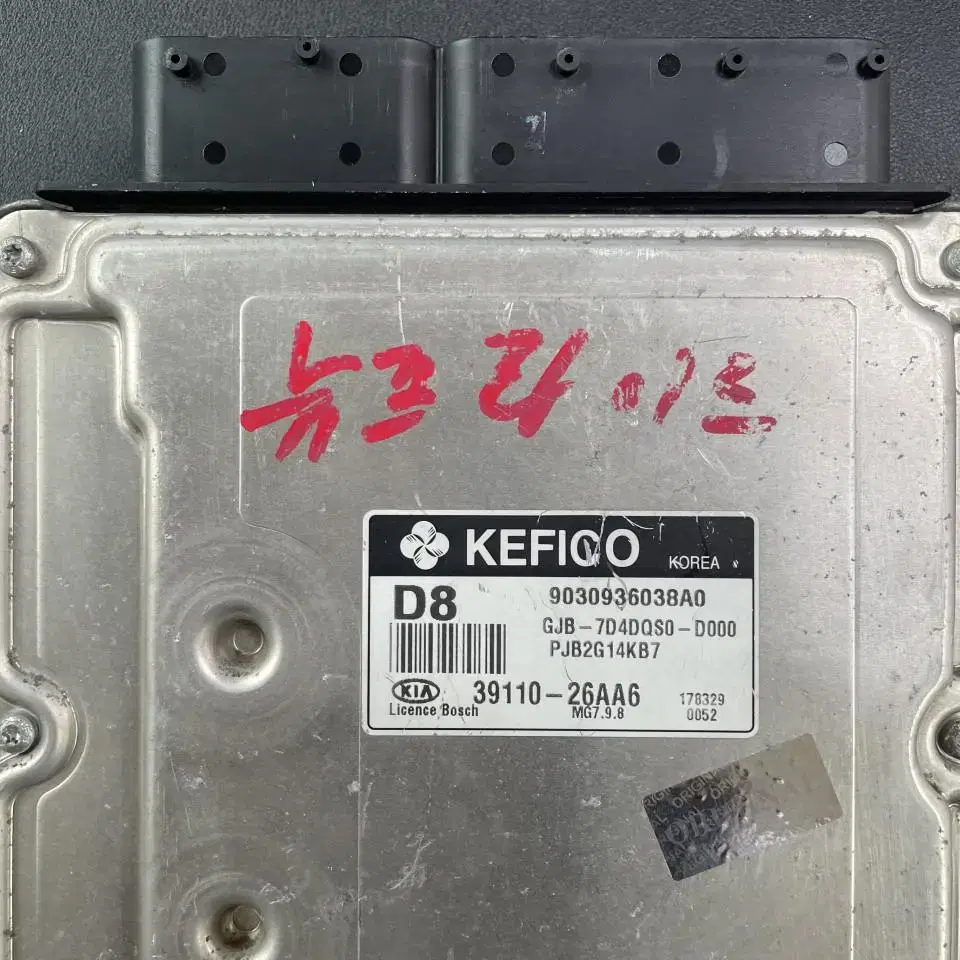 뉴프라이드
KEFICO KOREA
D8 9030936038A0
GJB-7D4DQS0-D000
PJB2G14KB7
KIA 39110-26AA6 178329
Licence Bosch MG7.9.8 0052
ORIGIN